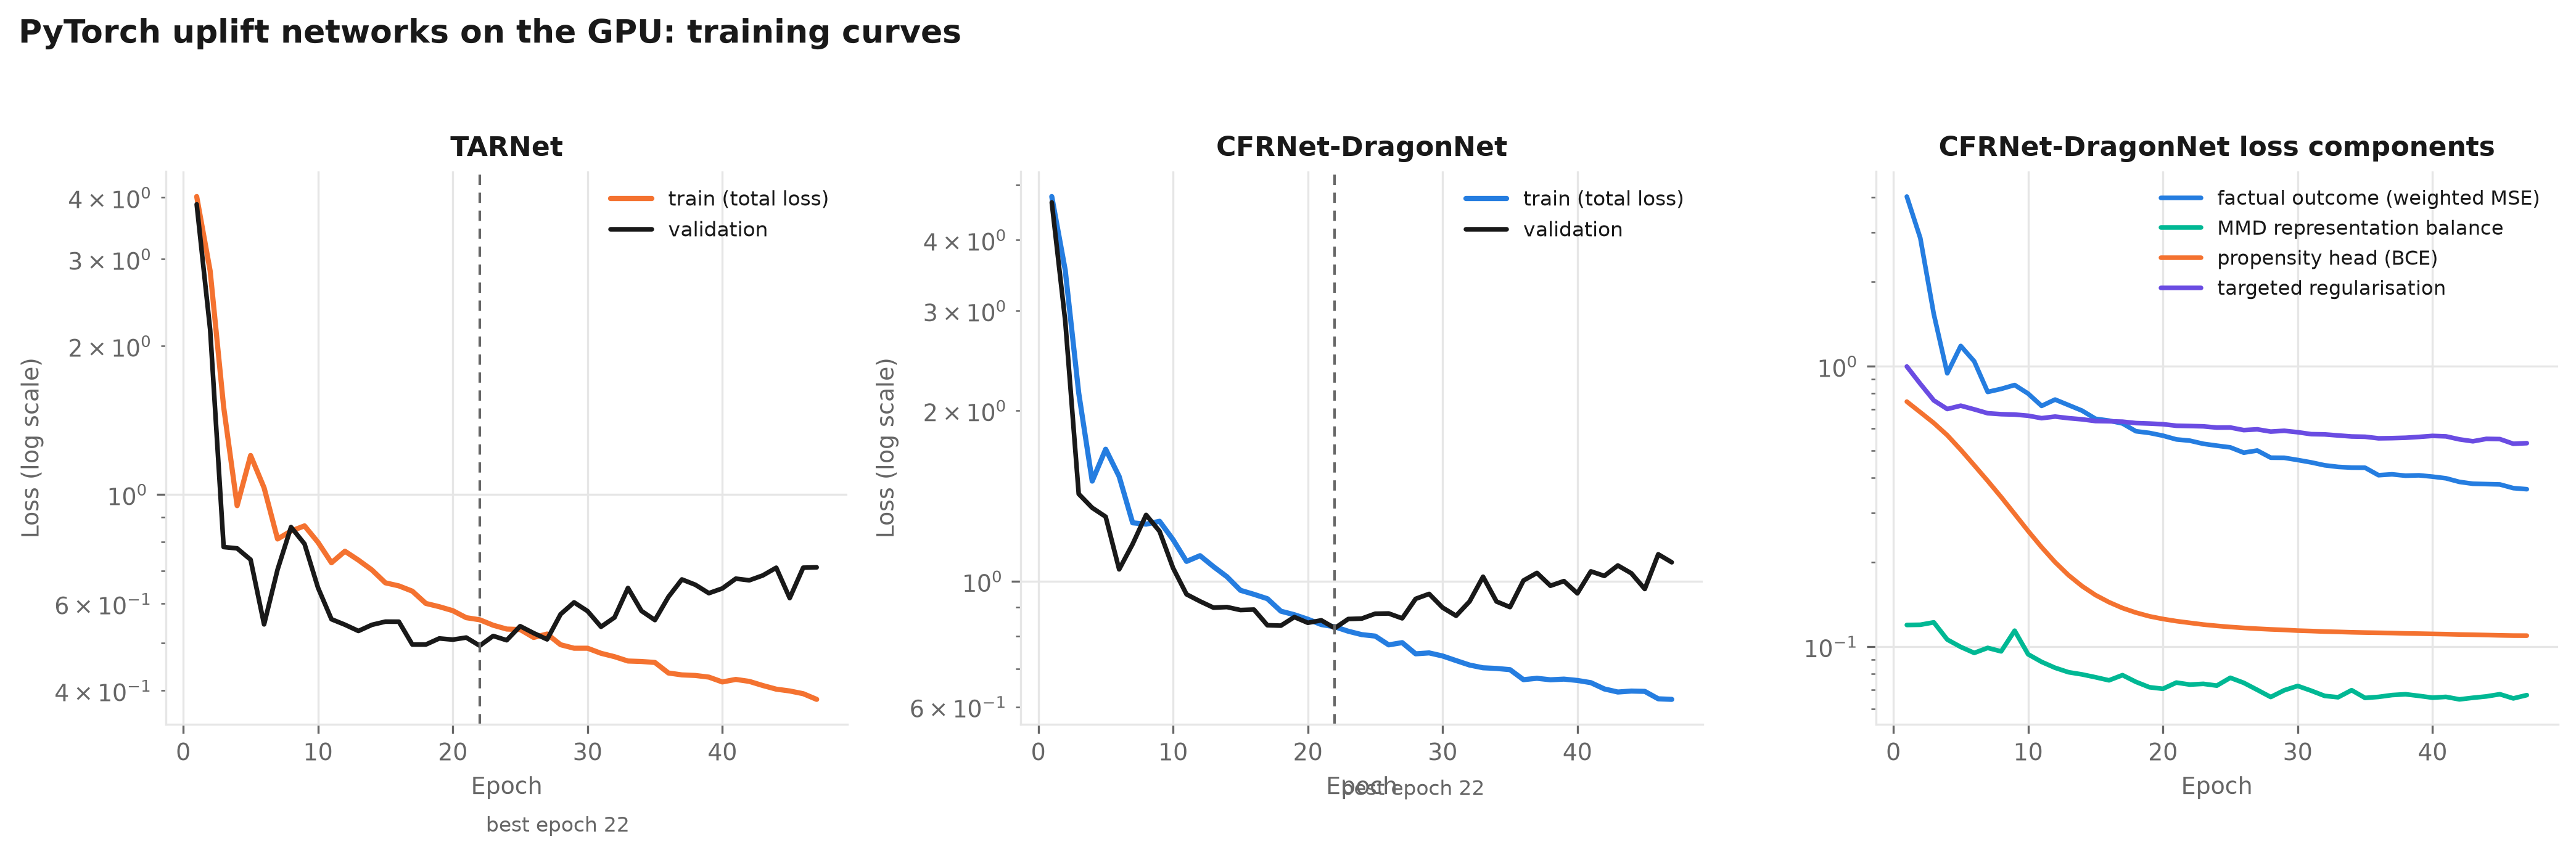 PyTorch uplift networks on the GPU: training curves
TARNet
Loss (log scale)
4 × 10⁰
3 × 10⁰
2 × 10⁰
10⁰
6 × 10⁻¹
4 × 10⁻¹
train (total loss)
validation
0 10 20 30 40
Epoch
best epoch 22
CFRNet-DragonNet
Loss (log scale)
4 × 10⁰
3 × 10⁰
2 × 10⁰
10⁰
6 × 10⁻¹
train (total loss)
validation
0 10 20 30 40
Epoch
best epoch 22
CFRNet-DragonNet loss components
10⁰
10⁻¹
factual outcome (weighted MSE)
MMD representation balance
propensity head (BCE)
targeted regularisation
0 10 20 30 40
Epoch